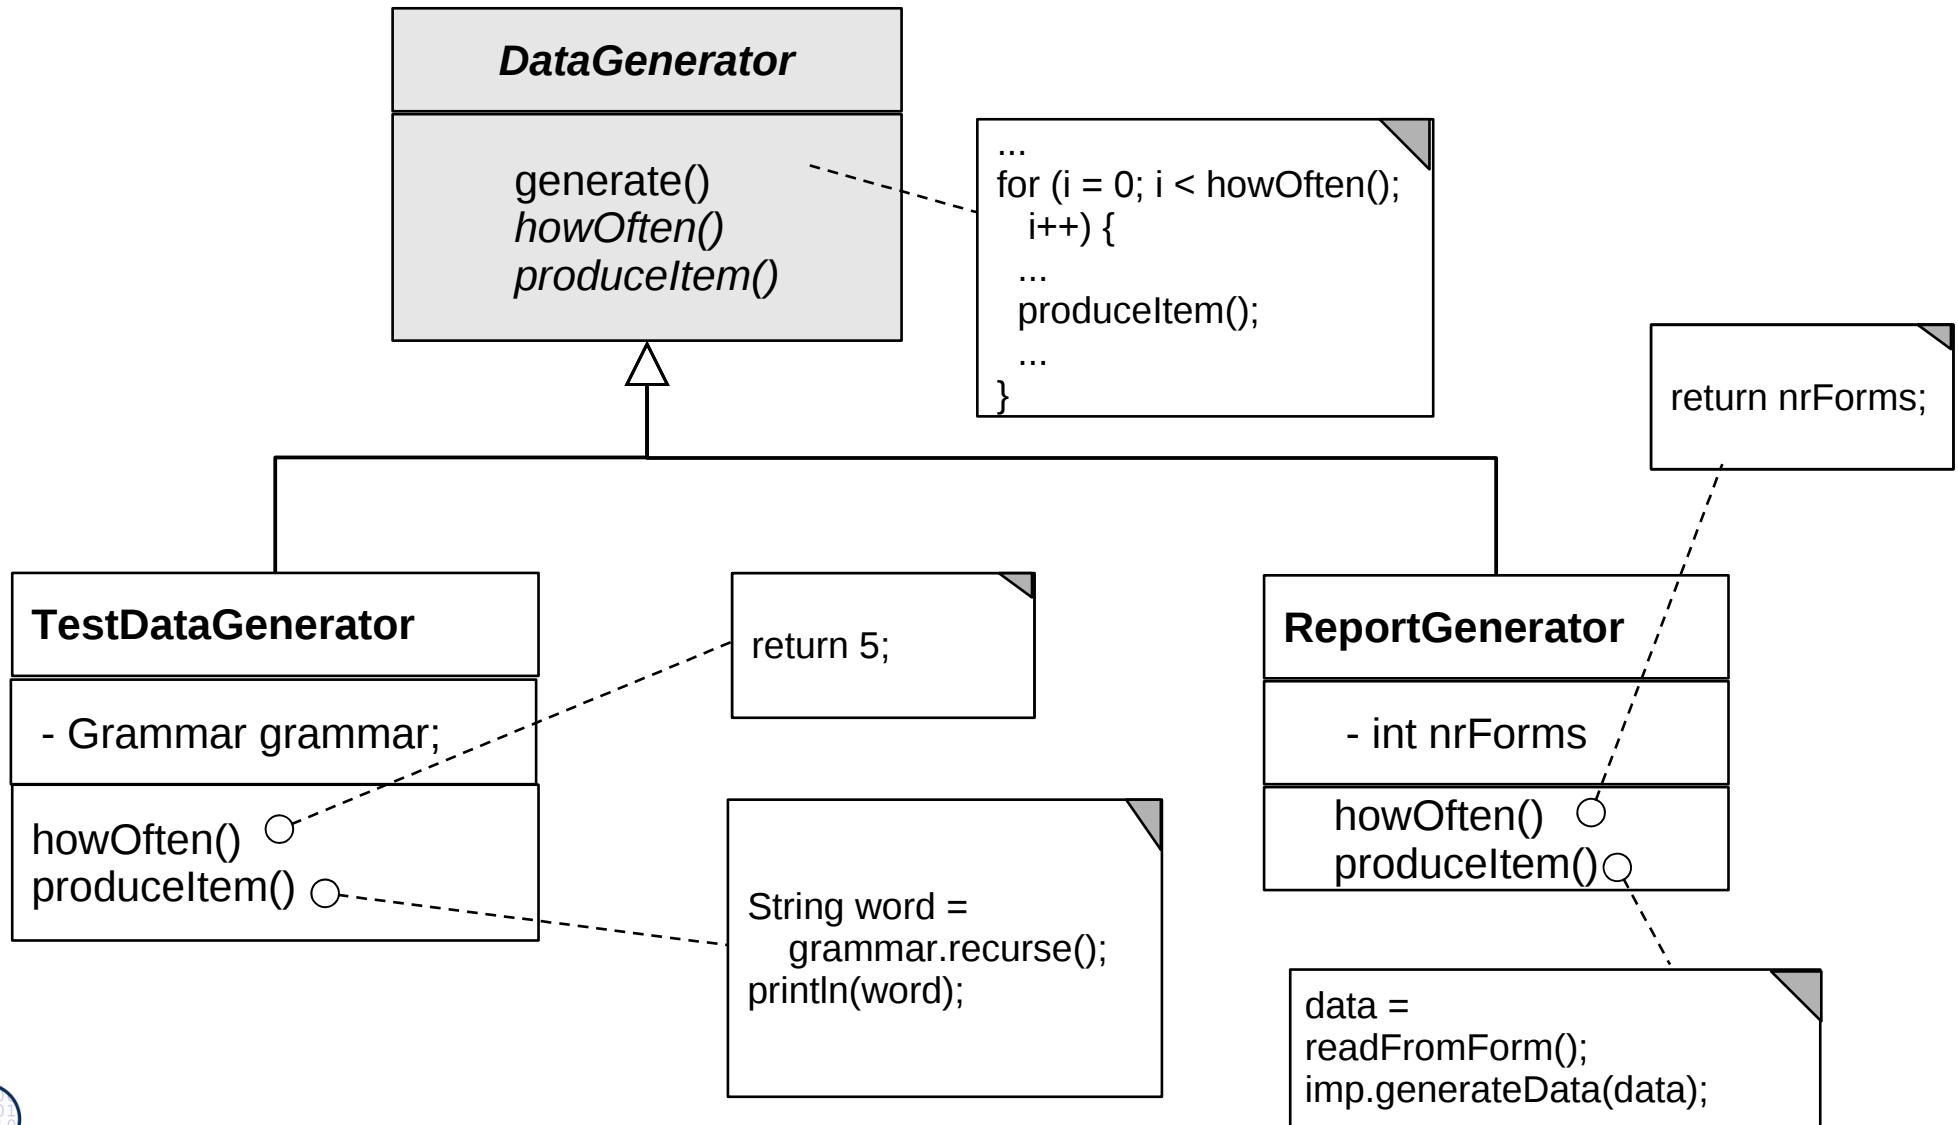 DataGenerator
generate()
howOften()
produceItem()
...
for (i = 0; i < howOften();
i++) {
...
produceItem();
...
}
return nrForms;
TestDataGenerator
- Grammar grammar;
howOften()
produceItem()
return 5;
String word =
grammar.recurse();
println(word);
ReportGenerator
- int nrForms
howOften()
produceItem()
data =
readFromForm();
imp.generateData(data);